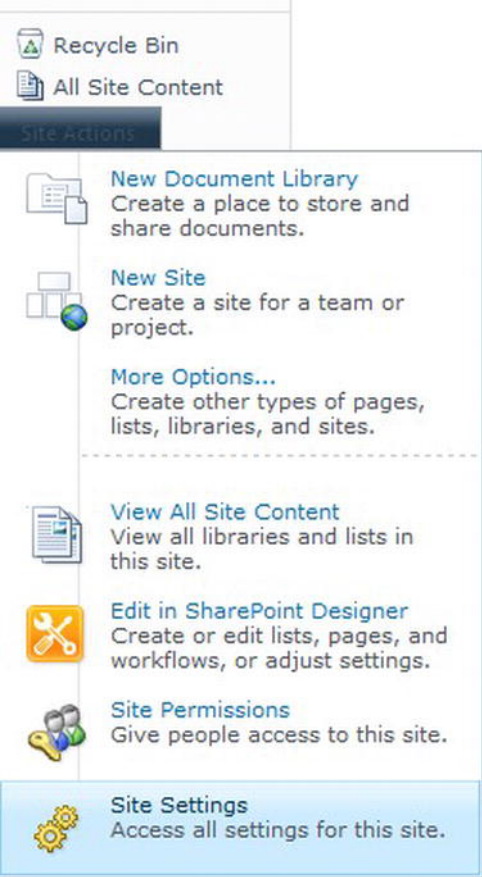 Recycle Bin
All Site Content
Site Actions
New Document Library
Create a place to store and
share documents.
New Site
Create a site for a team or
project.
More Options...
Create other types of pages,
lists, libraries, and sites.
View All Site Content
View all libraries and lists in
this site.
Edit in SharePoint Designer
Create or edit lists, pages, and
workflows, or adjust settings.
Site Permissions
Give people access to this site.
Site Settings
Access all settings for this site.